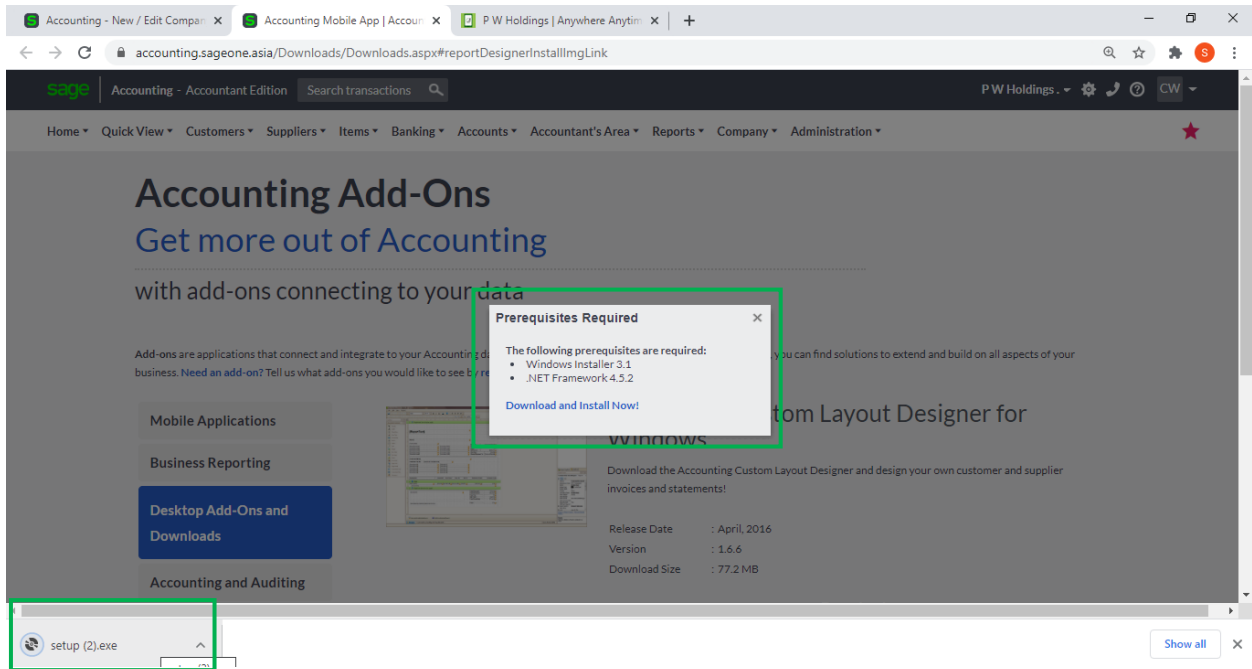 Accounting - New / Edit Compan
Accounting Mobile App | Accoun
P W Holdings | Anywhere Anytim
accounting.sageone.asia/Downloads/Downloads.aspx#reportDesignerInstallImgLink
S
sage
Accounting - Accountant Edition
Search transactions
P W Holdings .
CW
Home
Quick View
Customers
Suppliers
Items
Banking
Accounts
Accountant's Area
Reports
Company
Administration
Accounting Add-Ons
Get more out of Accounting
with add-ons connecting to your data
Prerequisites Required
The following prerequisites are required:
• Windows Installer 3.1
• .NET Framework 4.5.2
Download and Install Now!
Add-ons are applications that connect and integrate to your Accounting da
, you can find solutions to extend and build on all aspects of your
business. Need an add-on? Tell us what add-ons you would like to see by re
Mobile Applications
Business Reporting
Desktop Add-Ons and
Downloads
Accounting and Auditing
tom Layout Designer for
Windows
Download the Accounting Custom Layout Designer and design your own customer and supplier
invoices and statements!
Release Date : April, 2016
Version : 1.6.6
Download Size : 77.2 MB
setup (2).exe
Show all